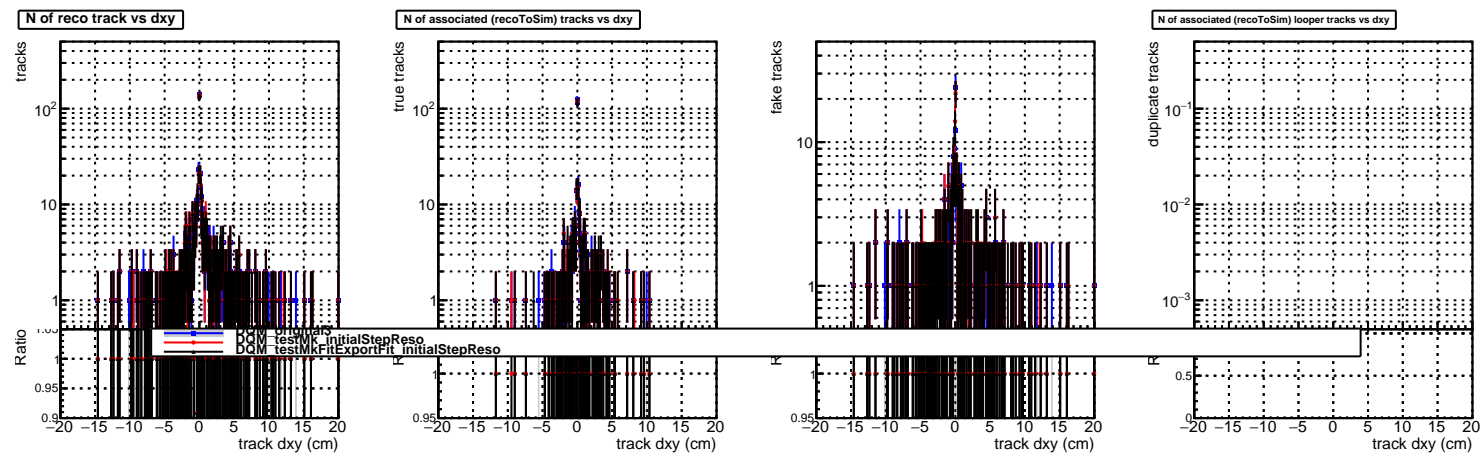 N of reco track vs dxy
N of associated (recoToSim) tracks vs dxy
N of associated (recoToSim) looper tracks vs dxy
tracks
10²
10
1
Ratio
1.05
1
0.95
0.9
−20 −15 −10 −5 0 5 10 15 20
track dxy (cm)
true tracks
10²
10
1
1
0.95
−20 −15 −10 −5 0 5 10 15 20
track dxy (cm)
fake tracks
10
1
1
0.95
−20 −15 −10 −5 0 5 10 15 20
track dxy (cm)
duplicate tracks
10⁻¹
10⁻²
10⁻³
0.5
0
−20 −15 −10 −5 0 5 10 15 20
track dxy (cm)
DQM_original3
DQM_testMk_initialStepReso
DQM_testMkFitExportFit_initialStepReso